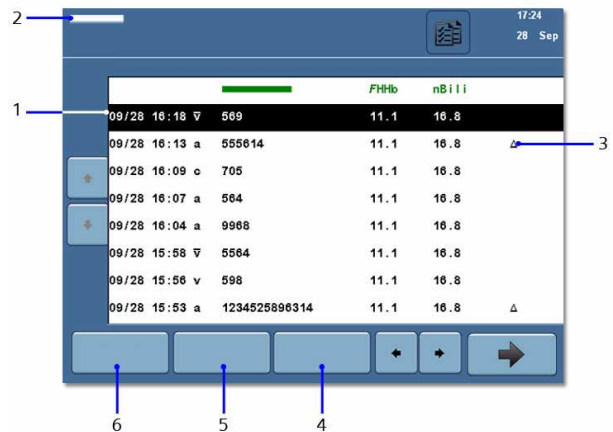 2
17:24
28 Sep
FHHb nBili
1
09/28 16:18 v̅ 569 11.1 16.8
09/28 16:13 a 555614 11.1 16.8 Δ
3
09/28 16:09 c 705 11.1 16.8
09/28 16:07 a 564 11.1 16.8
09/28 16:04 a 9968 11.1 16.8
09/28 15:58 v̅ 5564 11.1 16.8
09/28 15:56 v 598 11.1 16.8
09/28 15:53 a 1234525896314 11.1 16.8 Δ
6 5 4